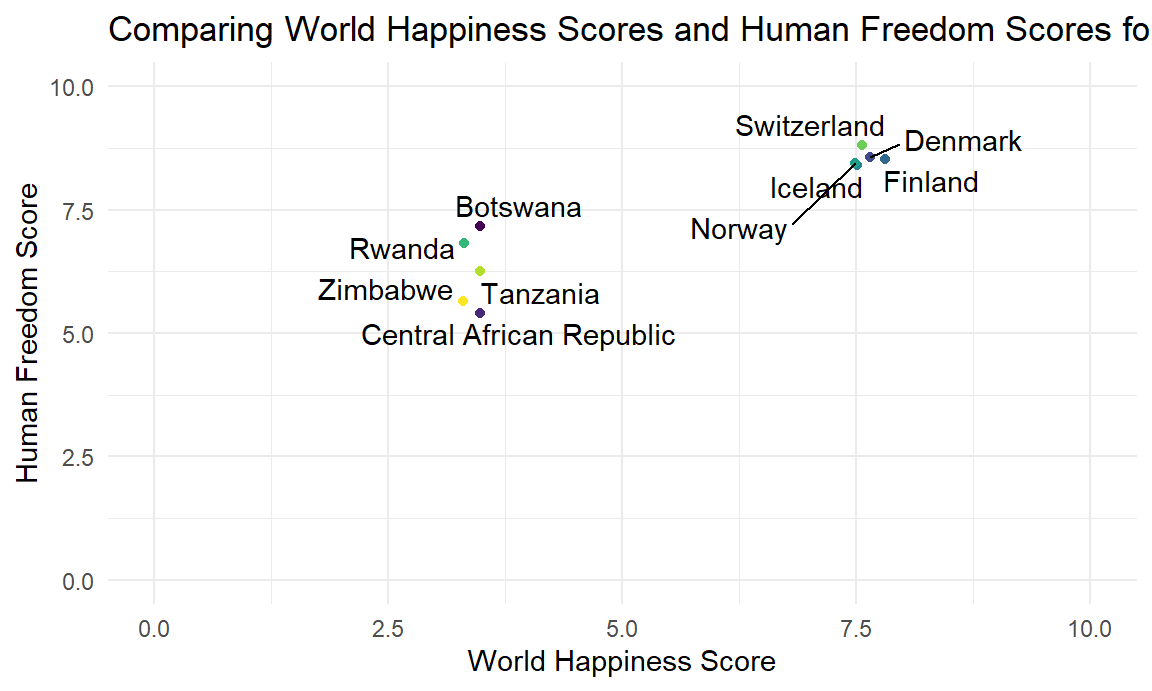 Comparing World Happiness Scores and Human Freedom Scores fo
10.0
7.5
5.0
2.5
0.0
Human Freedom Score
Switzerland
Denmark
Finland
Iceland
Norway
Botswana
Rwanda
Zimbabwe
Tanzania
Central African Republic
0.0 2.5 5.0 7.5 10.0
World Happiness Score